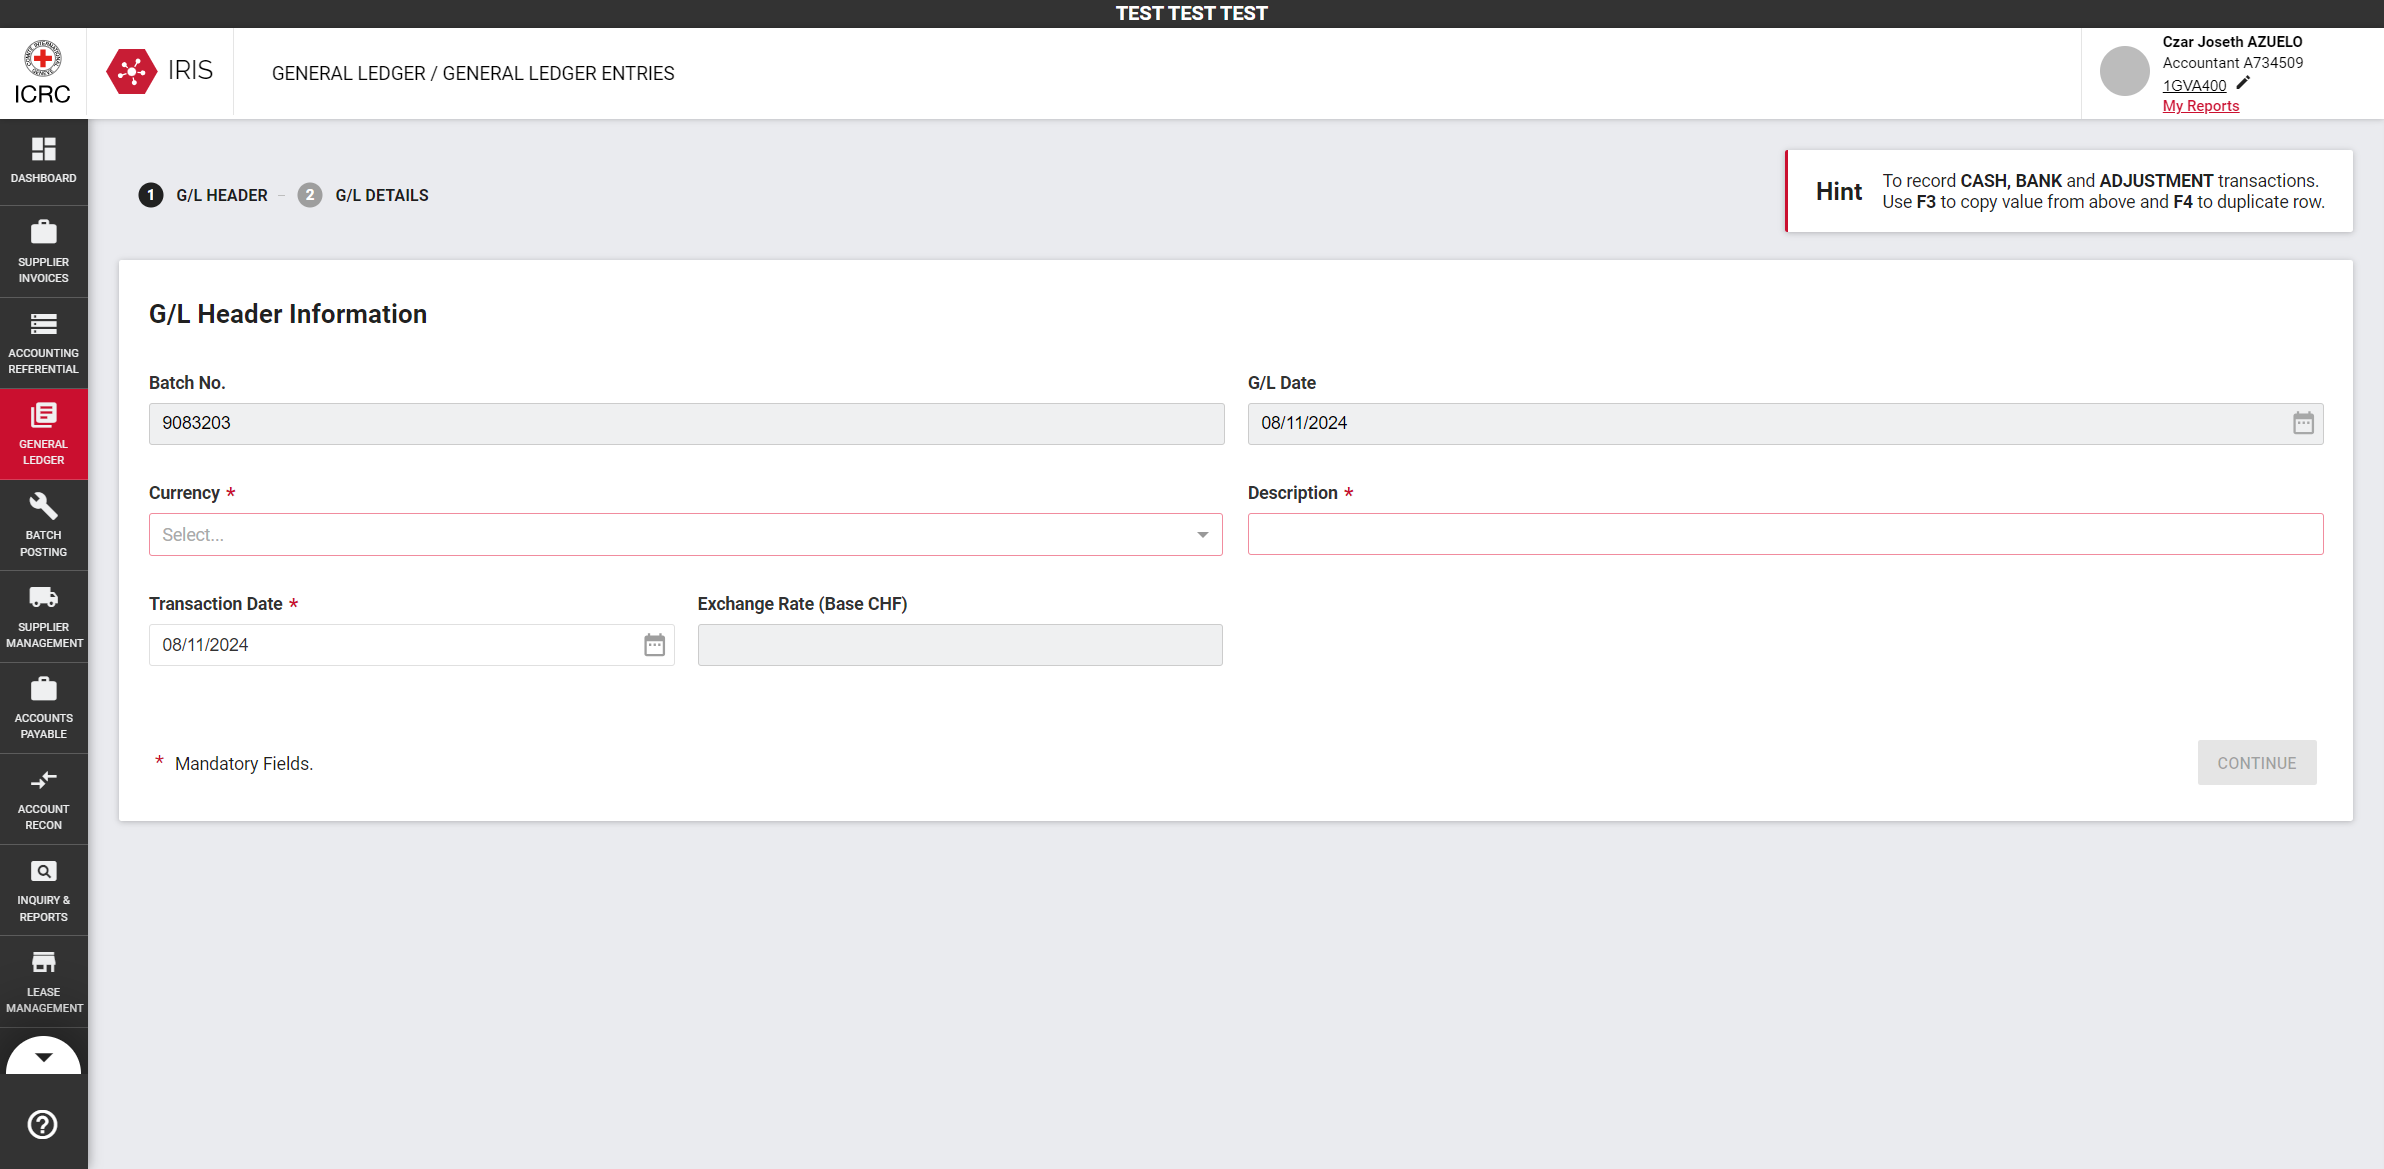 TEST TEST TEST
ICRC
IRIS
GENERAL LEDGER / GENERAL LEDGER ENTRIES
Czar Joseth AZUELO
Accountant A734509
1GVA400
My Reports
DASHBOARD
SUPPLIER
INVOICES
ACCOUNTING
REFERENTIAL
GENERAL
LEDGER
BATCH
POSTING
SUPPLIER
MANAGEMENT
ACCOUNTS
PAYABLE
ACCOUNT
RECON
INQUIRY &
REPORTS
LEASE
MANAGEMENT
1 G/L HEADER – 2 G/L DETAILS
Hint
To record CASH, BANK and ADJUSTMENT transactions.
Use F3 to copy value from above and F4 to duplicate row.
G/L Header Information
Batch No.
9083203
G/L Date
08/11/2024
Currency *
Select...
Description *
Transaction Date *
08/11/2024
Exchange Rate (Base CHF)
* Mandatory Fields.
CONTINUE